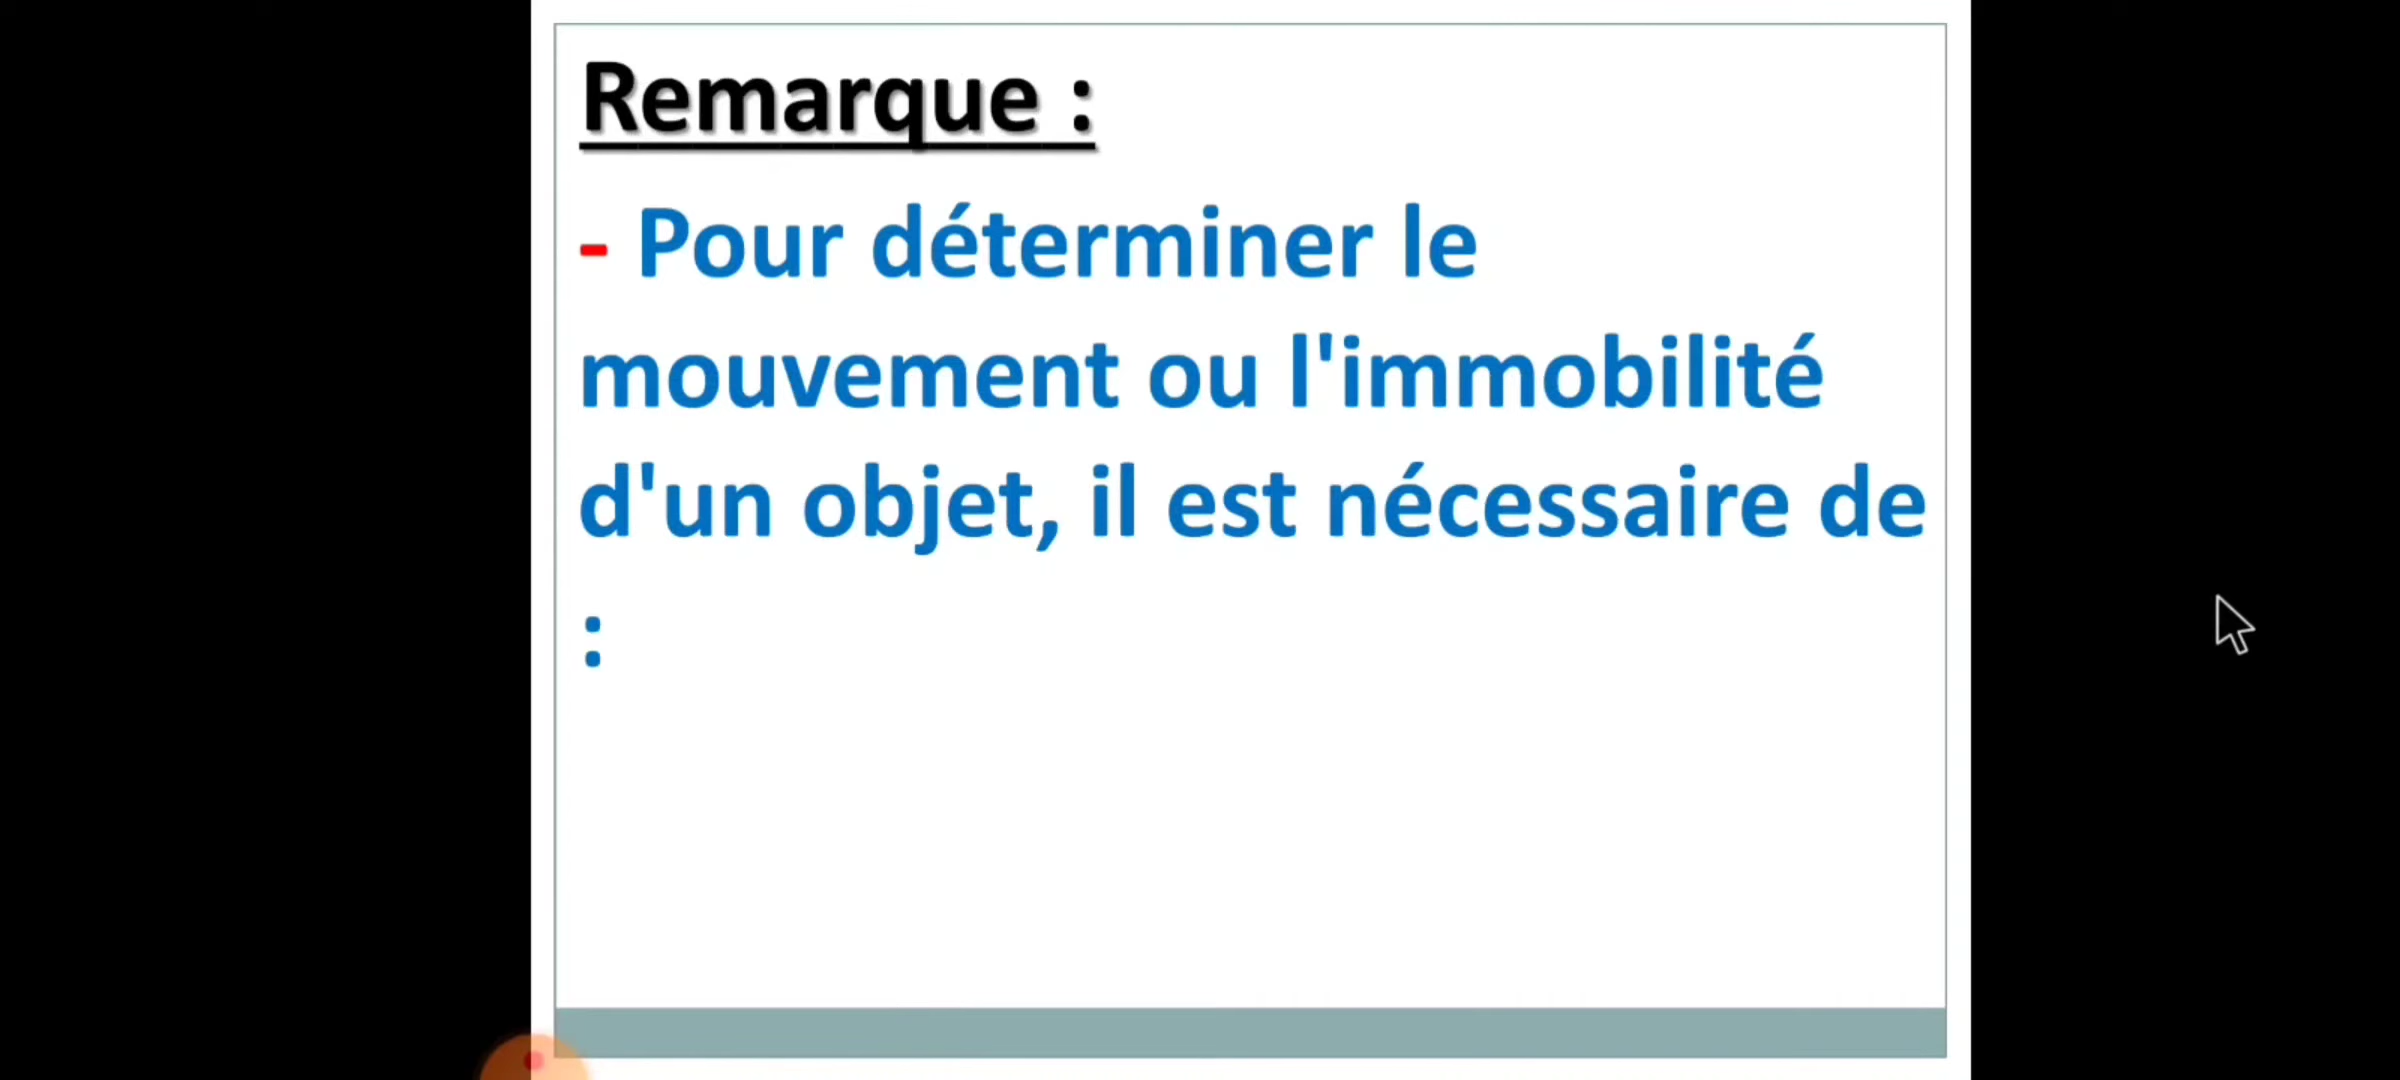 Remarque :
- Pour déterminer le
mouvement ou l'immobilité
d'un objet, il est nécessaire de
: